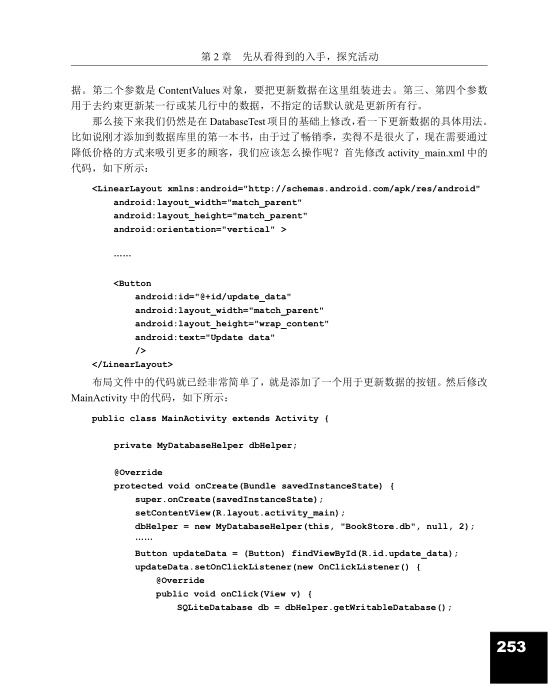 第 2 章 先从看得到的入手，探究活动
据。第二个参数是 ContentValues 对象，要把更新数据在这里组装进去。第三、第四个参数
用于去约束更新某一行或某几行中的数据，不指定的话默认就是更新所有行。
那么接下来我们仍然是在 DatabaseTest 项目的基础上修改，看一下更新数据的具体用法。
比如说刚才添加到数据库里的第一本书，由于过了畅销季，卖得不是很火了，现在需要通过
降低价格的方式来吸引更多的顾客，我们应该怎么操作呢？首先修改 activity_main.xml 中的
代码，如下所示：
<LinearLayout xmlns:android="http://schemas.android.com/apk/res/android"
android:layout_width="match_parent"
android:layout_height="match_parent"
android:orientation="vertical" >
……
<Button
android:id="@+id/update_data"
android:layout_width="match_parent"
android:layout_height="wrap_content"
android:text="Update data"
/>
</LinearLayout>
布局文件中的代码就已经非常简单了，就是添加了一个用于更新数据的按钮。然后修改
MainActivity 中的代码，如下所示：
public class MainActivity extends Activity {
private MyDatabaseHelper dbHelper;
@Override
protected void onCreate(Bundle savedInstanceState) {
super.onCreate(savedInstanceState);
setContentView(R.layout.activity_main);
dbHelper = new MyDatabaseHelper(this, "BookStore.db", null, 2);
……
Button updateData = (Button) findViewById(R.id.update_data);
updateData.setOnClickListener(new OnClickListener() {
@Override
public void onClick(View v) {
SQLiteDatabase db = dbHelper.getWritableDatabase();
253